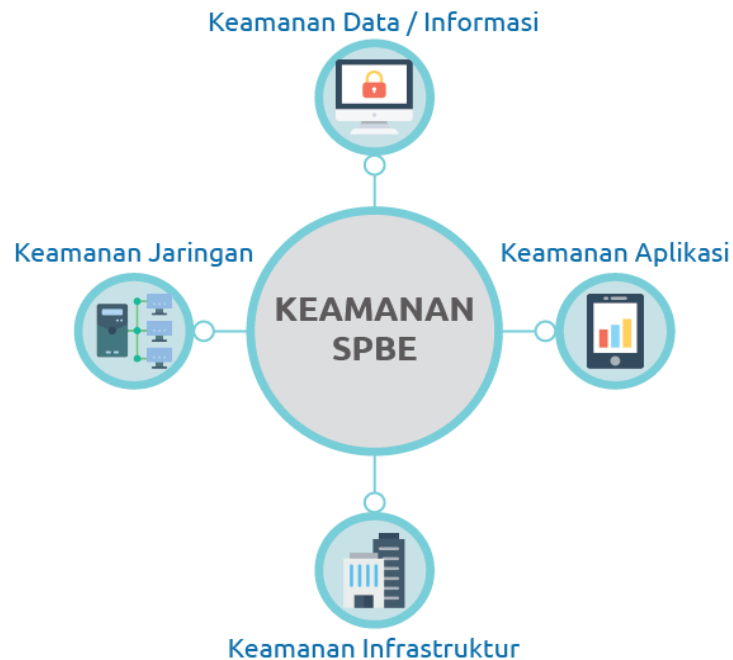 Keamanan Data / Informasi
Keamanan Jaringan
Keamanan Aplikasi
KEAMANAN
SPBE
Keamanan Infrastruktur